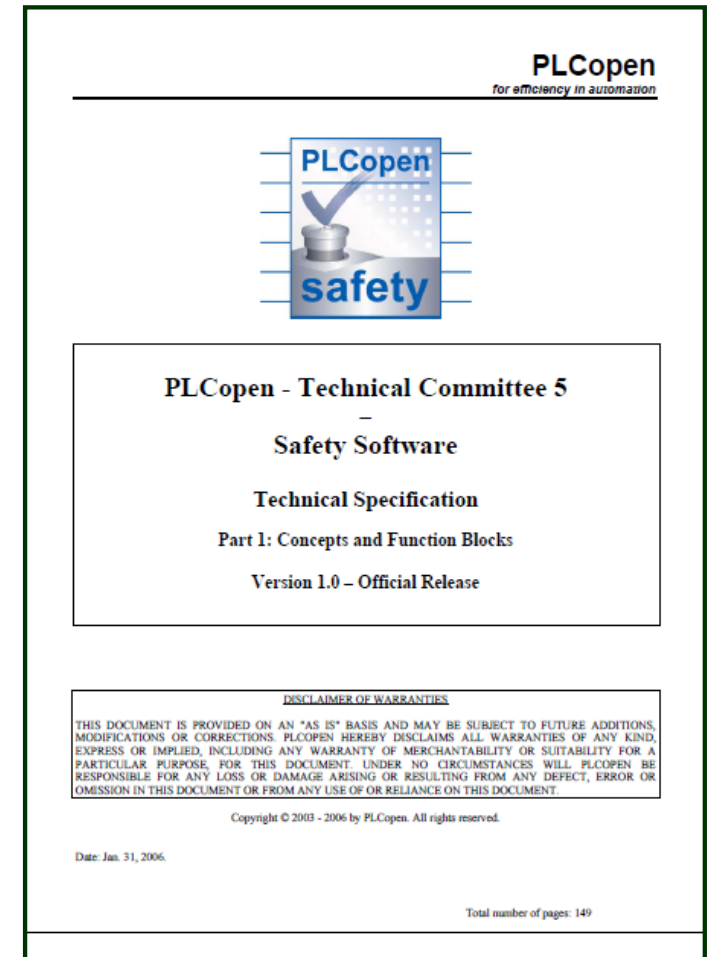 PLCopen
for efficiency in automation
PLCopen
safety
PLCopen - Technical Committee 5
–
Safety Software
Technical Specification
Part 1: Concepts and Function Blocks
Version 1.0 – Official Release
DISCLAIMER OF WARRANTIES
THIS DOCUMENT IS PROVIDED ON AN "AS IS" BASIS AND MAY BE SUBJECT TO FUTURE ADDITIONS,
MODIFICATIONS OR CORRECTIONS. PLCOPEN HEREBY DISCLAIMS ALL WARRANTIES OF ANY KIND,
EXPRESS OR IMPLIED, INCLUDING ANY WARRANTY OF MERCHANTABILITY OR SUITABILITY FOR A
PARTICULAR PURPOSE, FOR THIS DOCUMENT. UNDER NO CIRCUMSTANCES WILL PLCOPEN BE
RESPONSIBLE FOR ANY LOSS OR DAMAGE ARISING OR RESULTING FROM ANY DEFECT, ERROR OR
OMISSION IN THIS DOCUMENT OR FROM ANY USE OF OR RELIANCE ON THIS DOCUMENT.
Copyright © 2003 - 2006 by PLCopen. All rights reserved.
Date: Jan. 31, 2006.
Total number of pages: 149